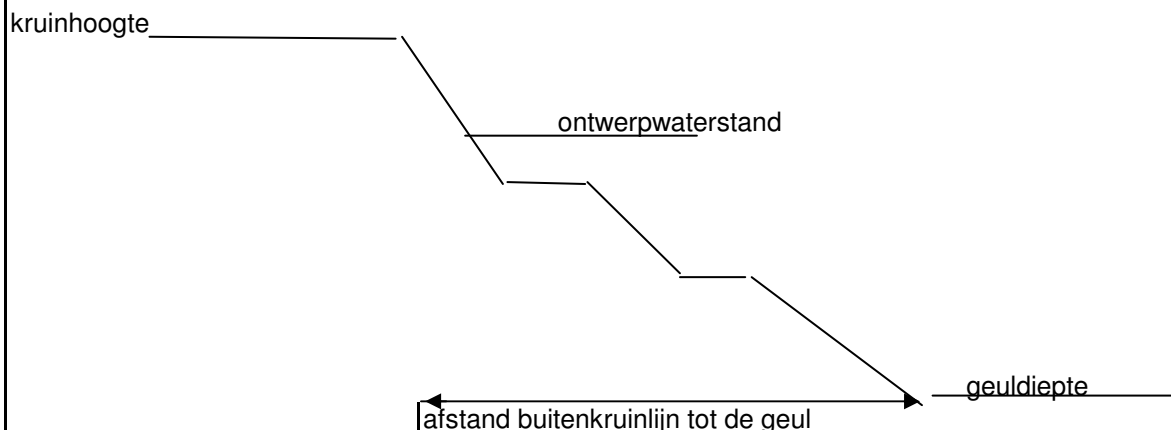 kruinhoogte
ontwerpwaterstand
geuldiepte
afstand buitenkruinlijn tot de geul